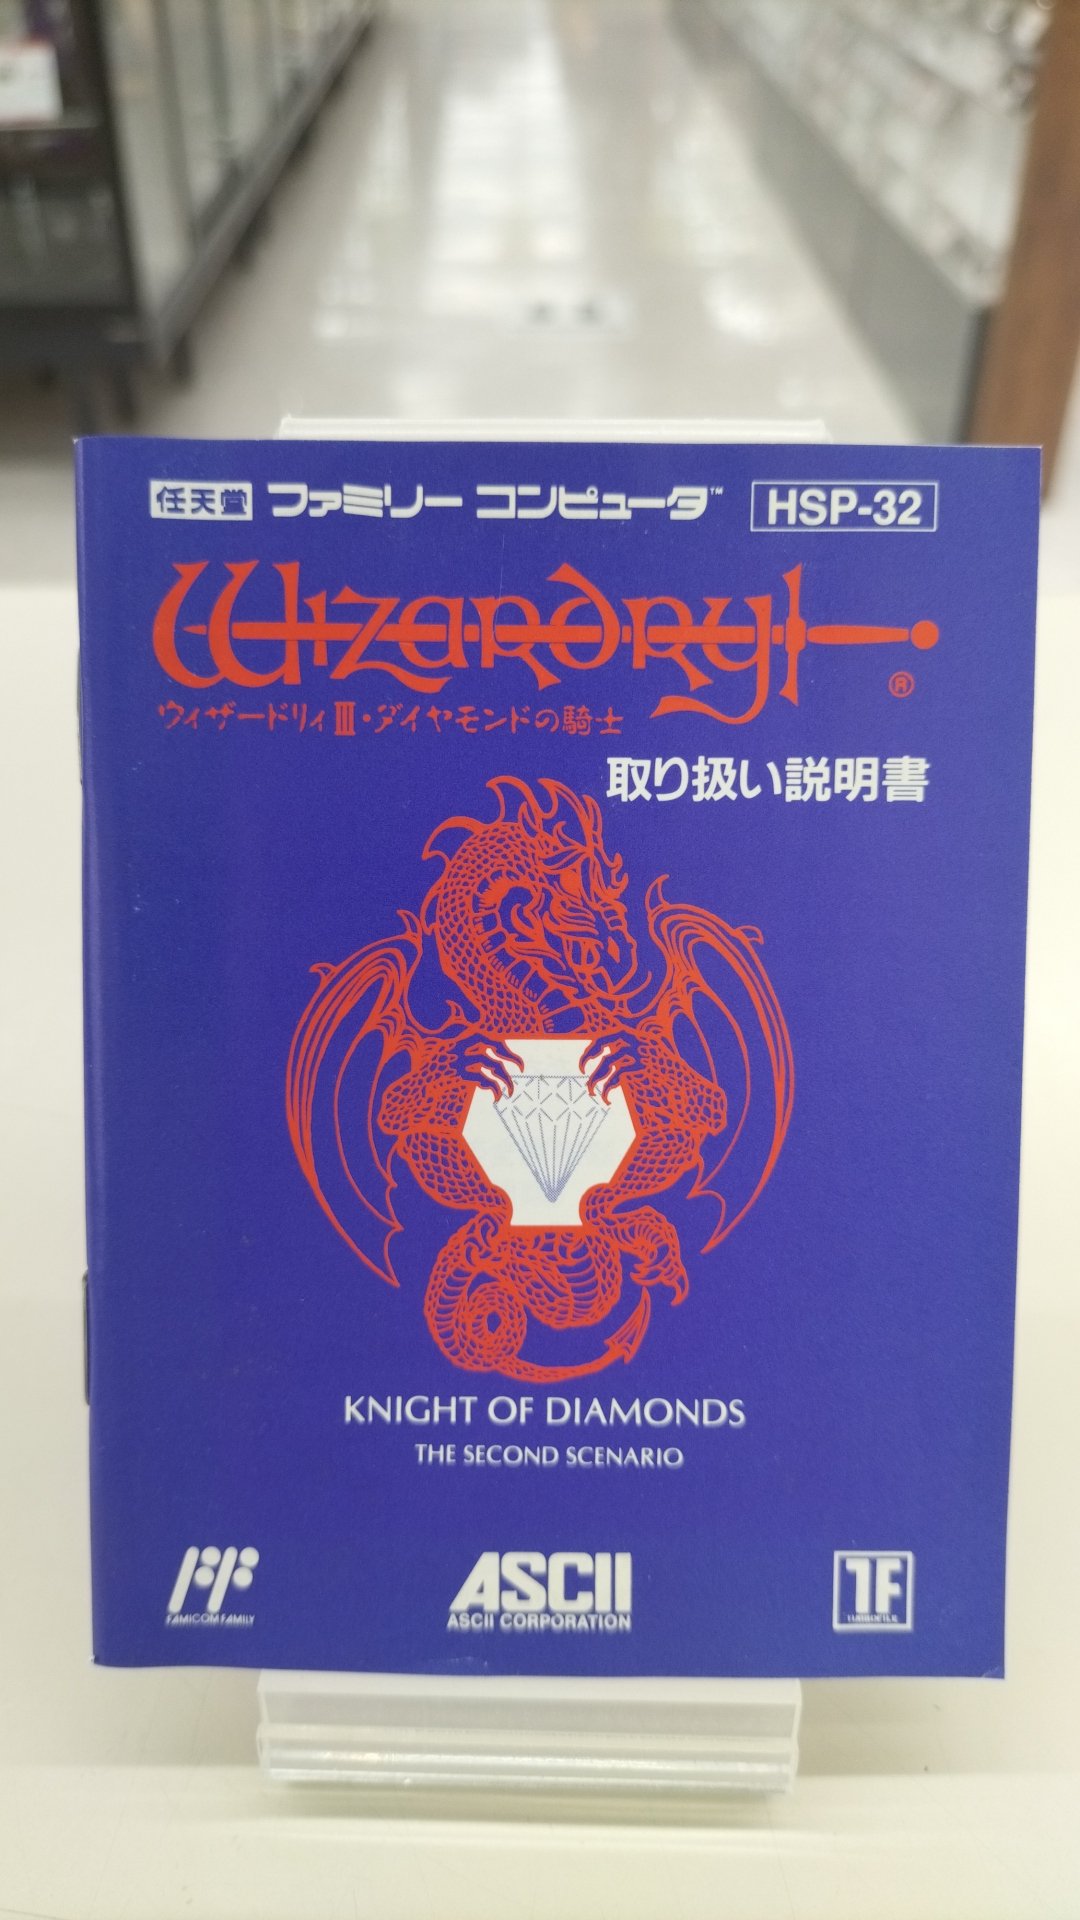 任天堂 ファミリー コンピュータ™ HSP-32
Wizardry®
ウィザードリィIII・ダイヤモンドの騎士
取り扱い説明書
KNIGHT OF DIAMONDS
THE SECOND SCENARIO
FAMICOM FAMILY
ASCII
ASCII CORPORATION
TF
TURBOFILE